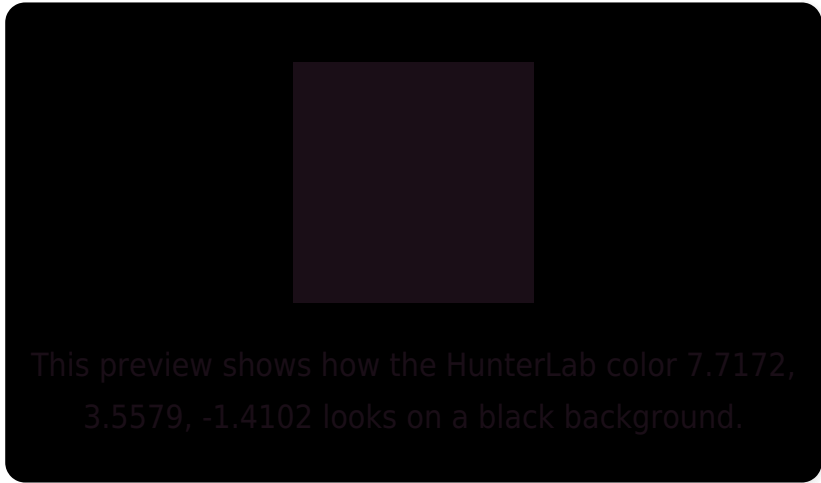 This preview shows how the HunterLab color 7.7172,
3.5579, -1.4102 looks on a black background.